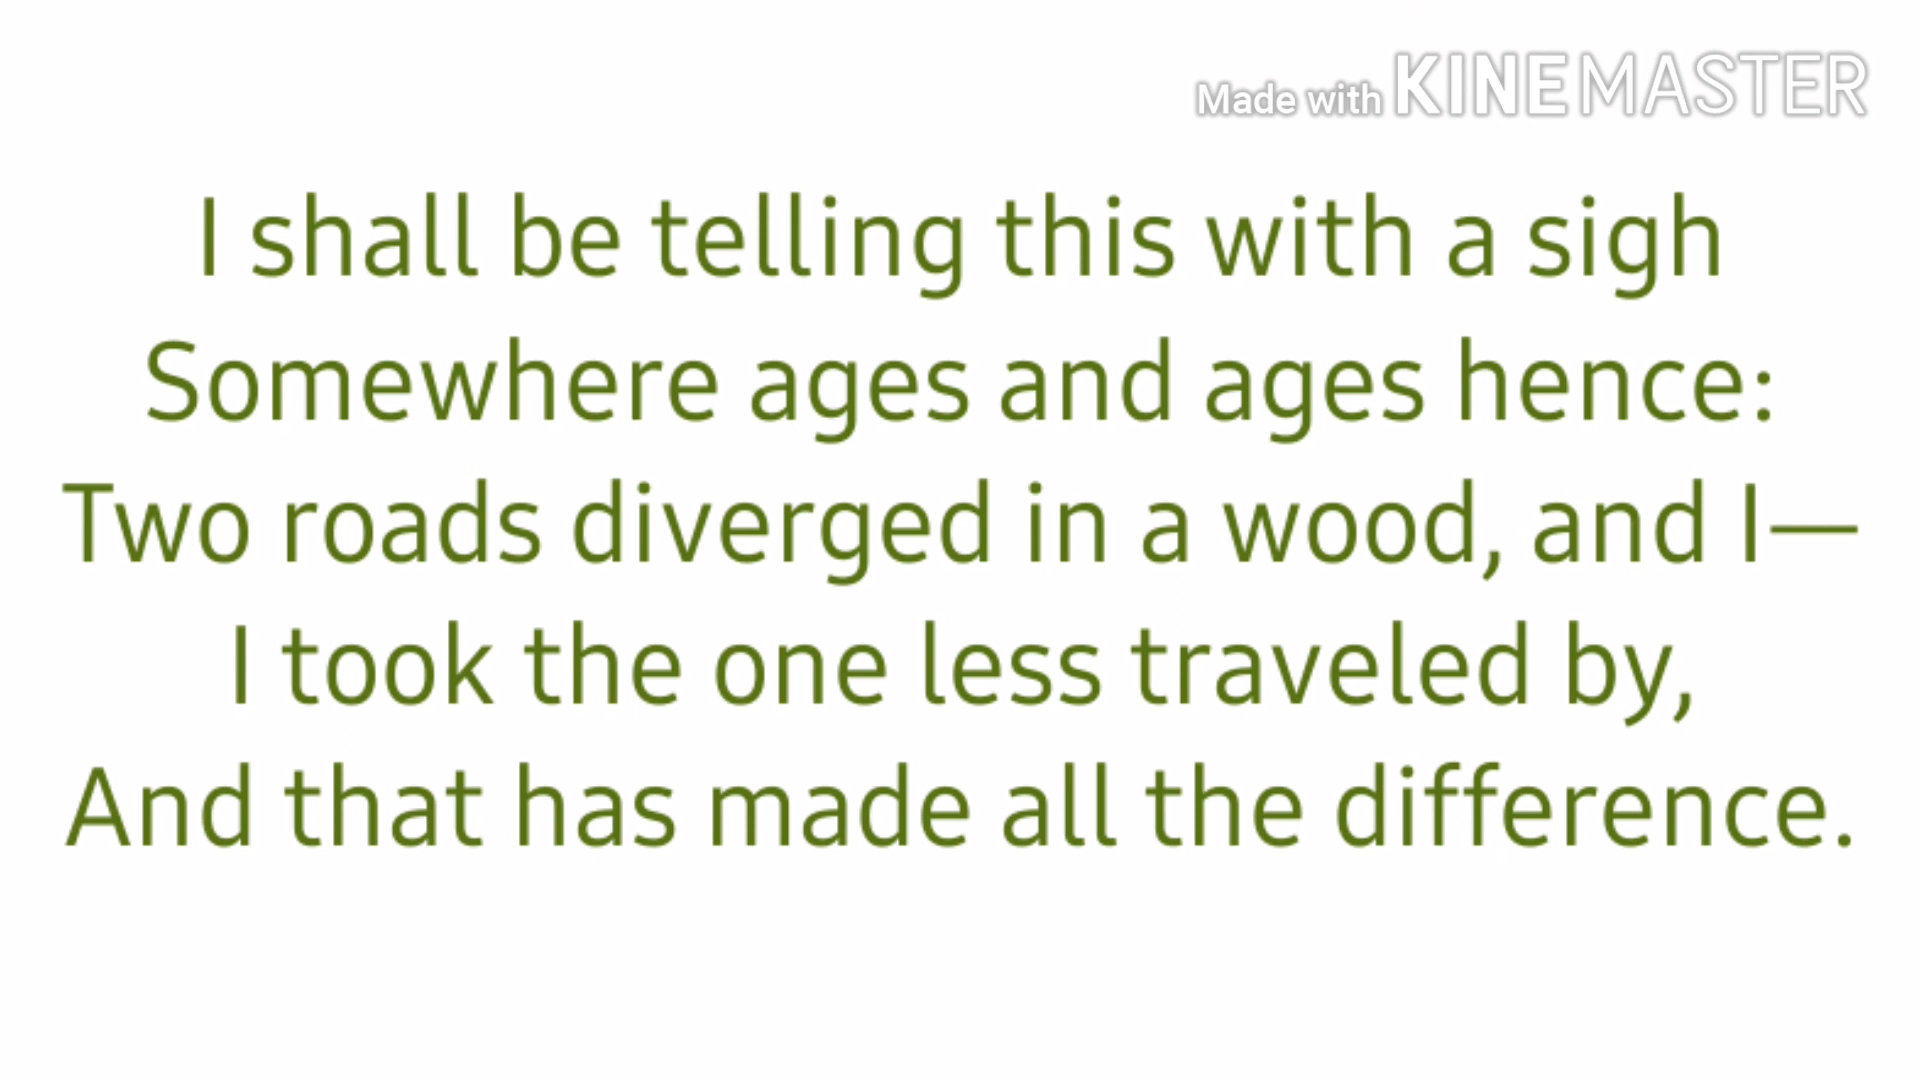 Made with KINEMASTER
I shall be telling this with a sigh
Somewhere ages and ages hence:
Two roads diverged in a wood, and I—
I took the one less traveled by,
And that has made all the difference.